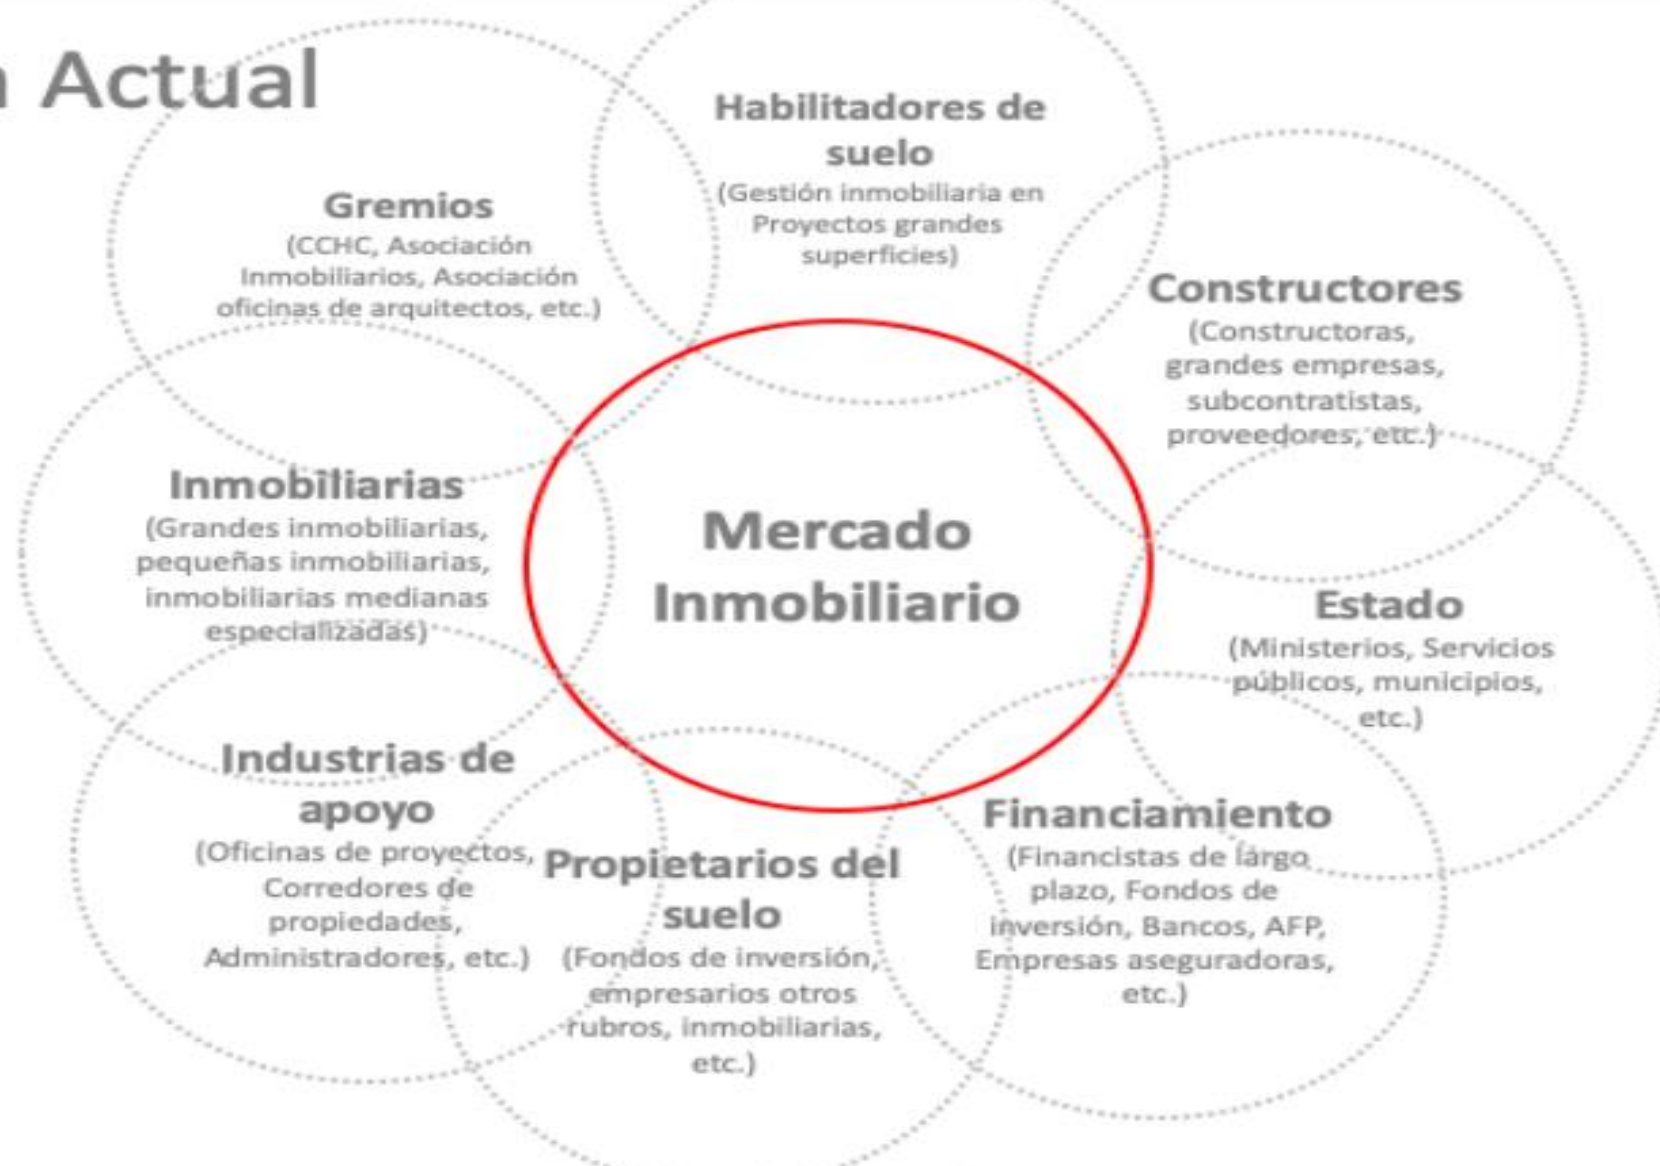 Actual
Habilitadores de
suelo
(Gestión inmobiliaria en
Proyectos grandes
superficies)
Gremios
(CCHC, Asociación
Inmobiliarios, Asociación
oficinas de arquitectos, etc.)
Constructores
(Constructoras,
grandes empresas,
subcontratistas,
proveedores, etc.)
Inmobiliarias
(Grandes inmobiliarias,
pequeñas inmobiliarias,
inmobiliarias medianas
especializadas)
Mercado
Inmobiliario
Estado
(Ministerios, Servicios
públicos, municipios,
etc.)
Industrias de
apoyo
(Oficinas de proyectos,
Corredores de
propiedades,
Administradores, etc.)
Propietarios del
suelo
(Fondos de inversión,
empresarios otros
rubros, inmobiliarias,
etc.)
Financiamiento
(Financistas de largo
plazo, Fondos de
inversión, Bancos, AFP,
Empresas aseguradoras,
etc.)